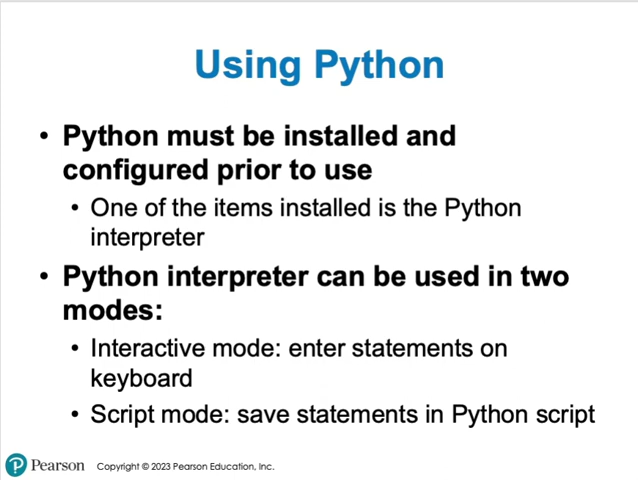 Using Python
• Python must be installed and
configured prior to use
• One of the items installed is the Python
interpreter
• Python interpreter can be used in two
modes:
• Interactive mode: enter statements on
keyboard
• Script mode: save statements in Python script
P Pearson Copyright © 2023 Pearson Education, Inc.